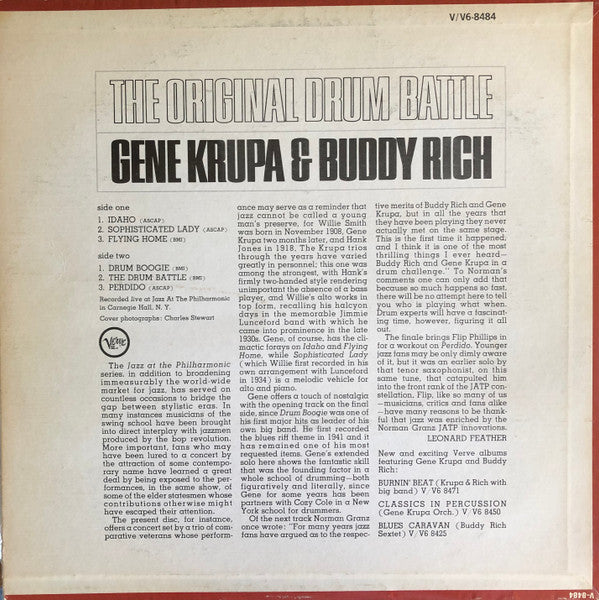 V/V6-8484
THE ORIGINAL DRUM BATTLE
GENE KRUPA & BUDDY RICH
side one
1. IDAHO (ASCAP)
2. SOPHISTICATED LADY (ASCAP)
3. FLYING HOME (BMI)
side two
1. DRUM BOOGIE (BMI)
2. THE DRUM BATTLE (BMI)
3. PERDIDO (ASCAP)
Recorded live at Jazz At The Philharmonic
in Carnegie Hall, N. Y.
Cover photographs: Charles Stewart
Verve
The Jazz at the Philharmonic
series, in addition to broadening
immeasurably the world-wide
market for jazz, has served on
countless occasions to bridge the
gap between stylistic eras. In
many instances musicians of the
swing school have been brought
into direct interplay with jazzmen
produced by the bop revolution.
More important, fans who may
have been lured to a concert by
the attraction of some contempo-
rary name have learned a great
deal by being exposed to the per-
formances, in the same show, of
some of the elder statesmen whose
contributions otherwise might
have escaped their attention.
The present disc, for instance,
offers a concert set by a trio of com-
parative veterans whose perform-
ance may serve as a reminder that
jazz cannot be called a young
man's preserve, for Willie Smith
was born in November 1908, Gene
Krupa two months later, and Hank
Jones in 1918. The Krupa trios
through the years have varied
greatly in personnel; this one was
among the strongest, with Hank's
firmly two-handed style rendering
unimportant the absence of a bass
player, and Willie's alto works in
top form, recalling his halcyon
days in the memorable Jimmie
Lunceford band with which he
came into prominence in the late
1930s. Gene, of course, has the cli-
mactic forays on Idaho and Flying
Home, while Sophisticated Lady
(which Willie first recorded in his
own arrangement with Lunceford
in 1934) is a melodic vehicle for
alto and piano.
Gene offers a touch of nostalgia
with the opening track on the final
side, since Drum Boogie was one of
his first major hits as leader of his
own big band. He first recorded
the blues riff theme in 1941 and it
has remained one of his most
requested items. Gene's extended
solo here shows the fantastic skill
that was the founding factor in a
whole school of drumming—both
figuratively and literally, since
Gene for some years has been
partners with Cozy Cole in a New
York school for drummers.
Of the next track Norman Granz
once wrote: "For many years jazz
fans have argued as to the respec-
tive merits of Buddy Rich and Gene
Krupa, but in all the years that
they have been playing they never
actually met on the same stage.
This is the first time it happened,
and I think it is one of the most
thrilling things I ever heard—
Buddy Rich and Gene Krupa in a
drum challenge." To Norman's
comments one can only add that
because so much happens so fast,
there will be no attempt here to tell
you who is playing what when.
Drum experts will have a fascinat-
ing time, however, figuring it all
out.
The finale brings Flip Phillips in
for a workout on Perdido. Younger
jazz fans may be only dimly aware
of it, but it was an earlier solo by
that tenor saxophonist, on this
same tune, that catapulted him
into the front rank of the JATP con-
stellation. Flip, like so many of us
—musicians, critics and fans alike
—have many reasons to be thank-
ful that jazz was enriched by the
Norman Granz JATP innovations.
LEONARD FEATHER
New and exciting Verve albums
featuring Gene Krupa and Buddy
Rich:
BURNIN' BEAT (Krupa & Rich with
big band) V/V6 8471
CLASSICS IN PERCUSSION
(Gene Krupa Orch.) V/V6 8450
BLUES CARAVAN (Buddy Rich
Sextet) V/V6 8425
V-8484